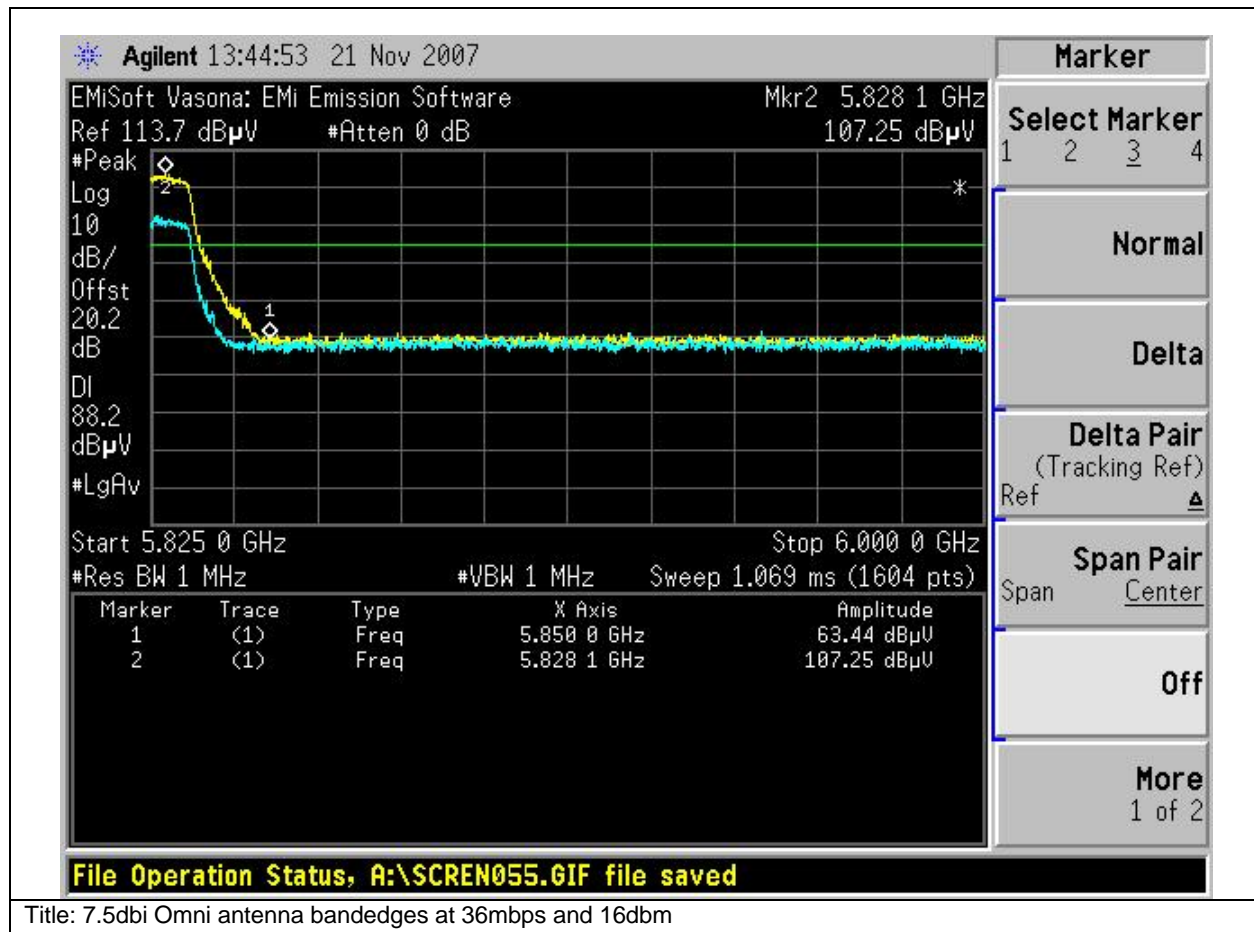 Agilent 13:44:53 21 Nov 2007
Marker
EMiSoft Vasona: EMi Emission Software
Mkr2 5.828 1 GHz
Ref 113.7 dBµV #Atten 0 dB
107.25 dBµV
#Peak
Log
10
dB/
Offst
20.2
dB
DI
88.2
dBµV
#LgAv
2
1
Start 5.825 0 GHz
Stop 6.000 0 GHz
#Res BW 1 MHz #VBW 1 MHz Sweep 1.069 ms (1604 pts)
Marker Trace Type X Axis Amplitude
1 (1) Freq 5.850 0 GHz 63.44 dBµV
2 (1) Freq 5.828 1 GHz 107.25 dBµV
Select Marker
1 2 3 4
Normal
Delta
Delta Pair
(Tracking Ref)
Ref Δ
Span Pair
Span Center
Off
More
1 of 2
File Operation Status, A:\SCREN055.GIF file saved
Title: 7.5dbi Omni antenna bandedges at 36mbps and 16dbm